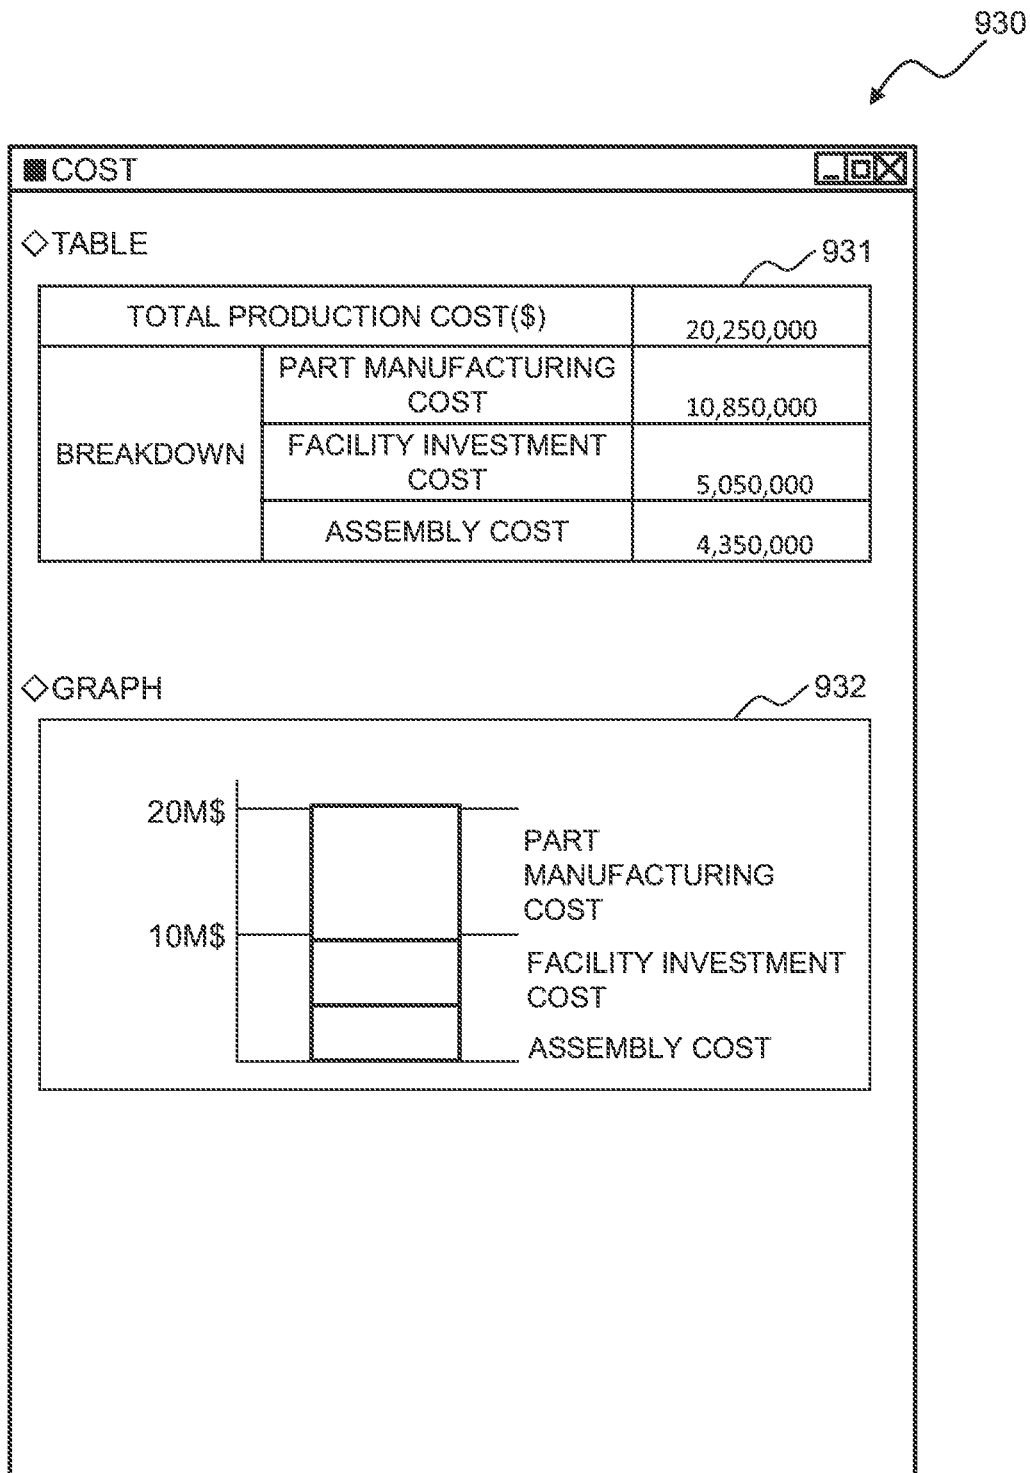 930
■COST
◇TABLE
931
TOTAL PRODUCTION COST($)
20,250,000
BREAKDOWN
PART MANUFACTURING
COST
10,850,000
FACILITY INVESTMENT
COST
5,050,000
ASSEMBLY COST
4,350,000
◇GRAPH
932
20M$
10M$
PART
MANUFACTURING
COST
FACILITY INVESTMENT
COST
ASSEMBLY COST